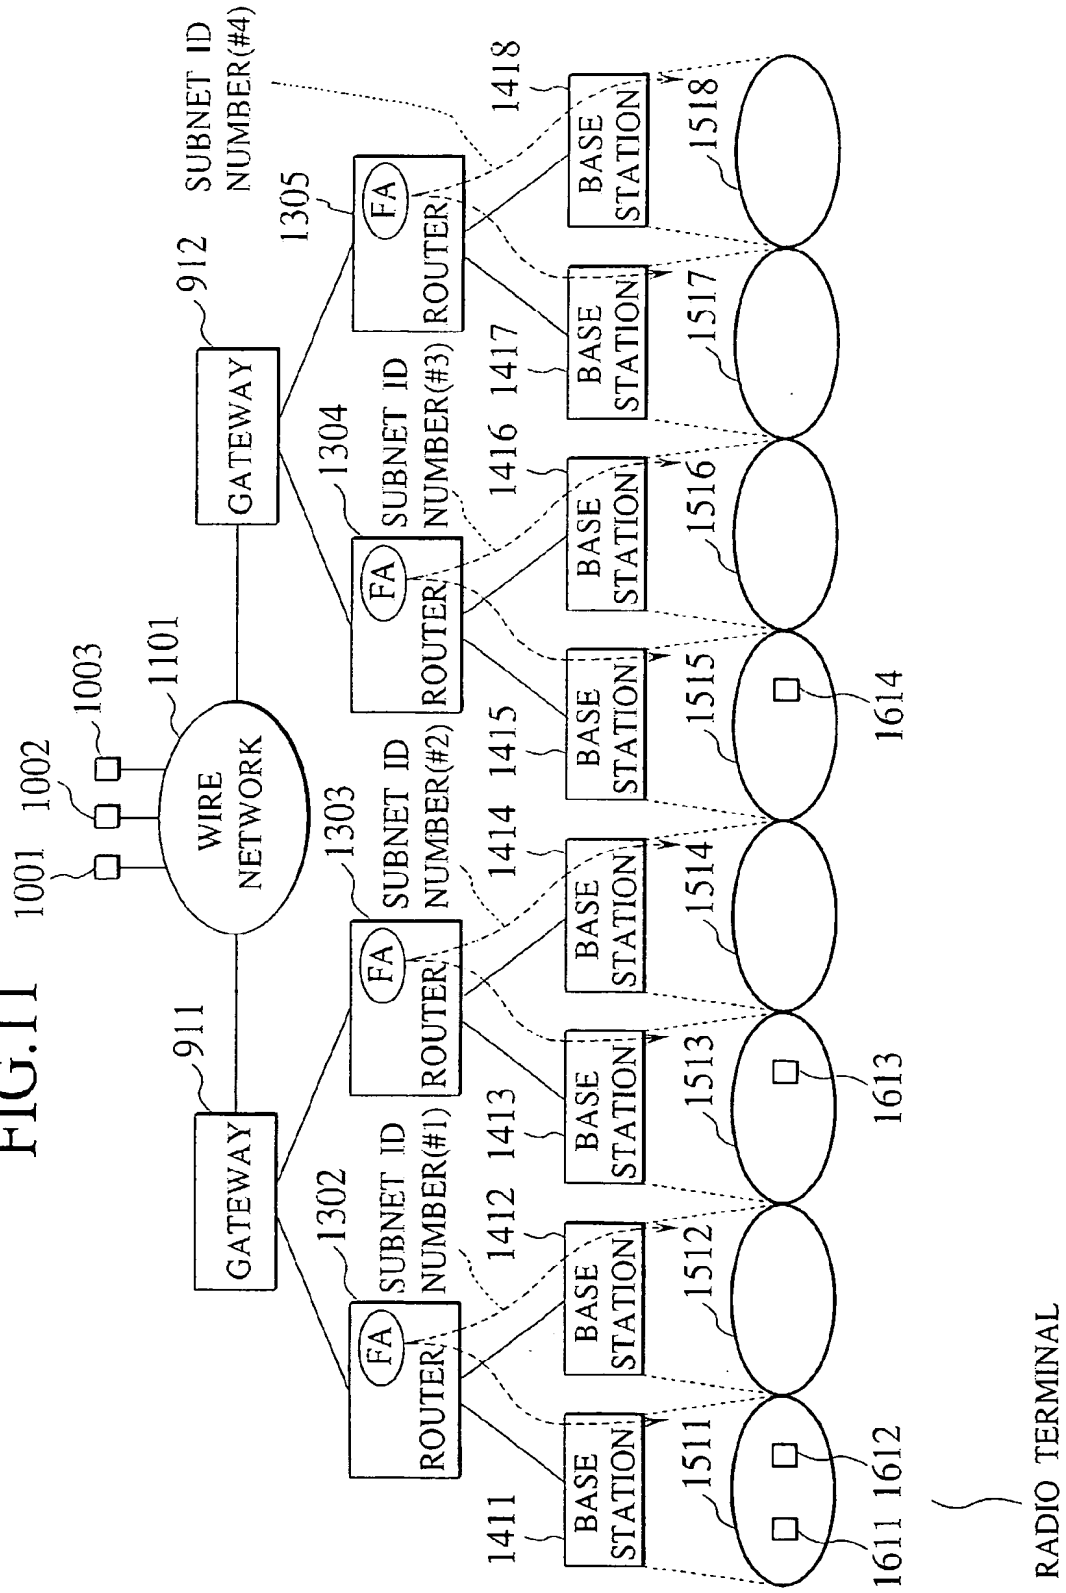 FIG.11
1001
1002
1003
1101
WIRE
NETWORK
911
GATEWAY
912
GATEWAY
1302
FA
ROUTER
SUBNET ID
NUMBER(#1)
1303
FA
ROUTER
SUBNET ID
NUMBER(#2)
1304
FA
ROUTER
SUBNET ID
NUMBER(#3)
1305
FA
ROUTER
SUBNET ID
NUMBER(#4)
1411
BASE
STATION
1412
BASE
STATION
1413
BASE
STATION
1414
BASE
STATION
1415
BASE
STATION
1416
BASE
STATION
1417
BASE
STATION
1418
BASE
STATION
1511
1512
1513
1514
1515
1516
1517
1518
1611
1612
1613
1614
RADIO TERMINAL